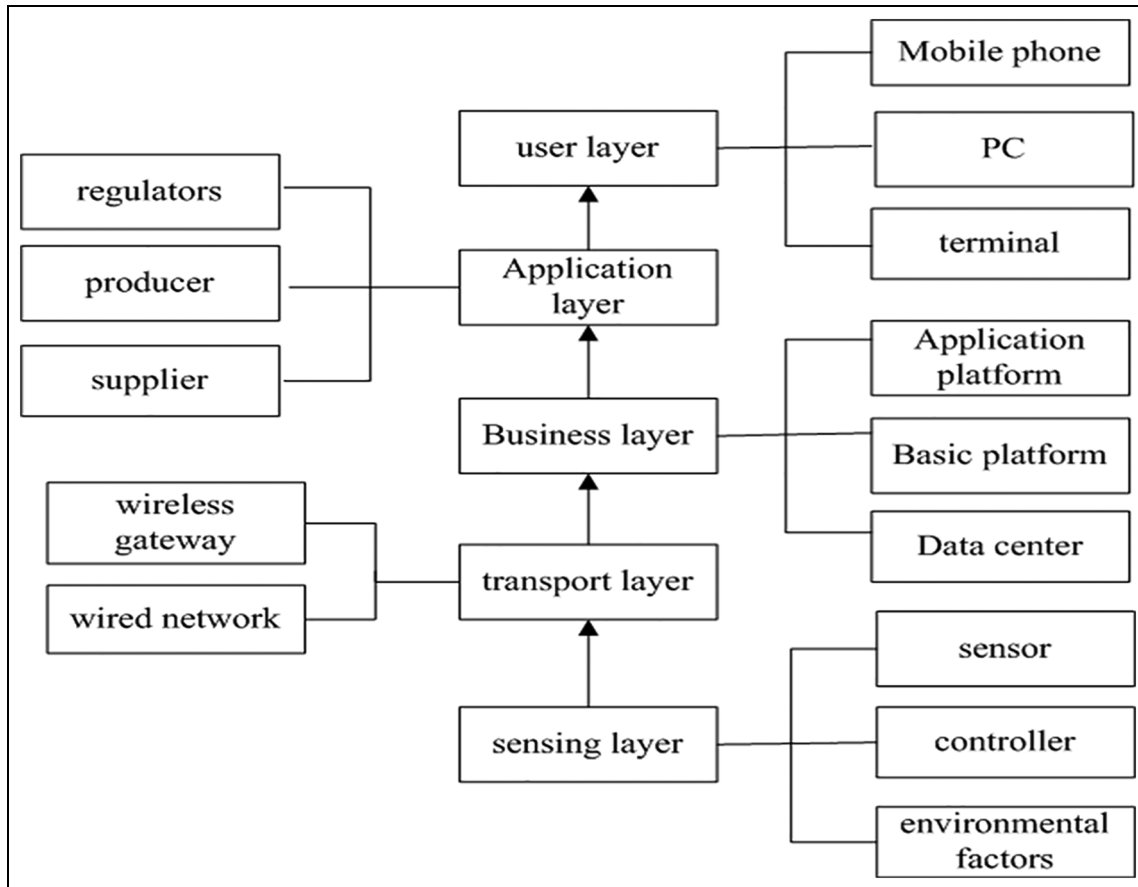 Mobile phone
user layer
PC
regulators
terminal
producer
Application
layer
supplier
Application
platform
Business layer
Basic platform
wireless
gateway
Data center
transport layer
wired network
sensor
sensing layer
controller
environmental
factors